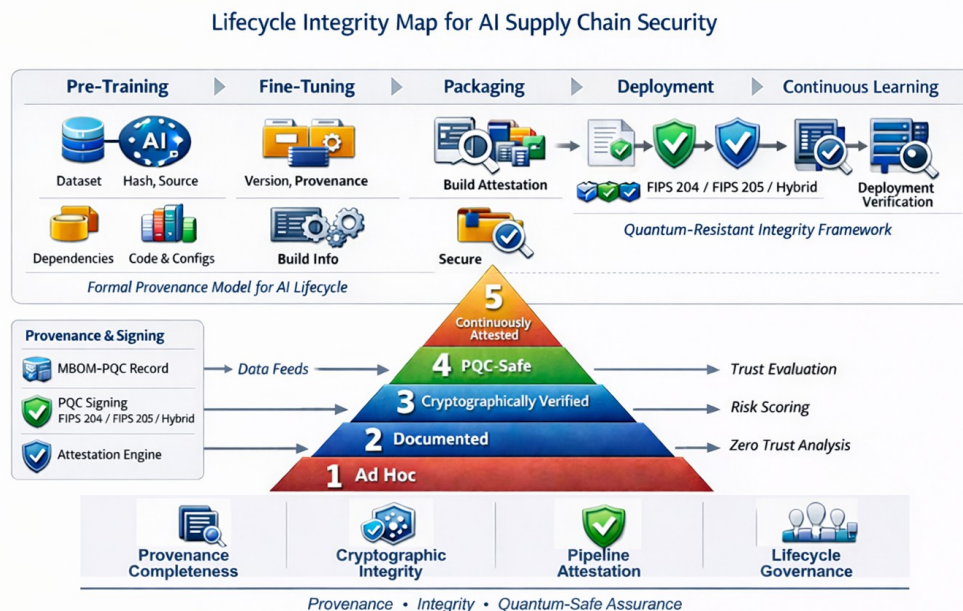 Lifecycle Integrity Map for AI Supply Chain Security
Pre-Training
Fine-Tuning
Packaging
Deployment
Continuous Learning
AI
Dataset
Hash, Source
Version, Provenance
Build Attestation
FIPS 204 / FIPS 205 / Hybrid
Deployment
Verification
Dependencies
Code & Configs
Build Info
Secure
Quantum-Resistant Integrity Framework
Formal Provenance Model for AI Lifecycle
Provenance & Signing
MBOM-PQC Record
PQC Signing
FIPS 204 / FIPS 205 / Hybrid
Attestation Engine
Data Feeds
5
Continuously
Attested
4 PQC-Safe
3 Cryptographically Verified
2 Documented
1 Ad Hoc
Trust Evaluation
Risk Scoring
Zero Trust Analysis
Provenance
Completeness
Cryptographic
Integrity
Pipeline
Attestation
Lifecycle
Governance
Provenance • Integrity • Quantum-Safe Assurance